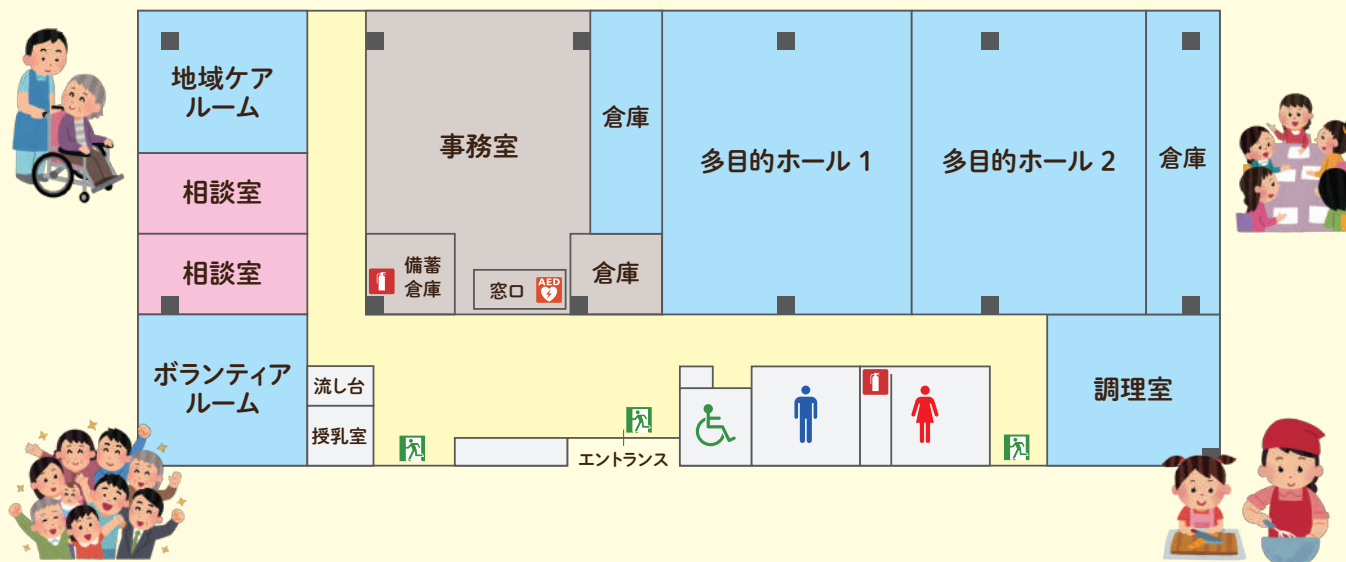 地域ケア
ルーム
相談室
相談室
ボランティア
ルーム
流し台
授乳室
事務室
備蓄
倉庫
窓口
AED
倉庫
倉庫
多目的ホール 1
多目的ホール 2
倉庫
調理室
エントランス